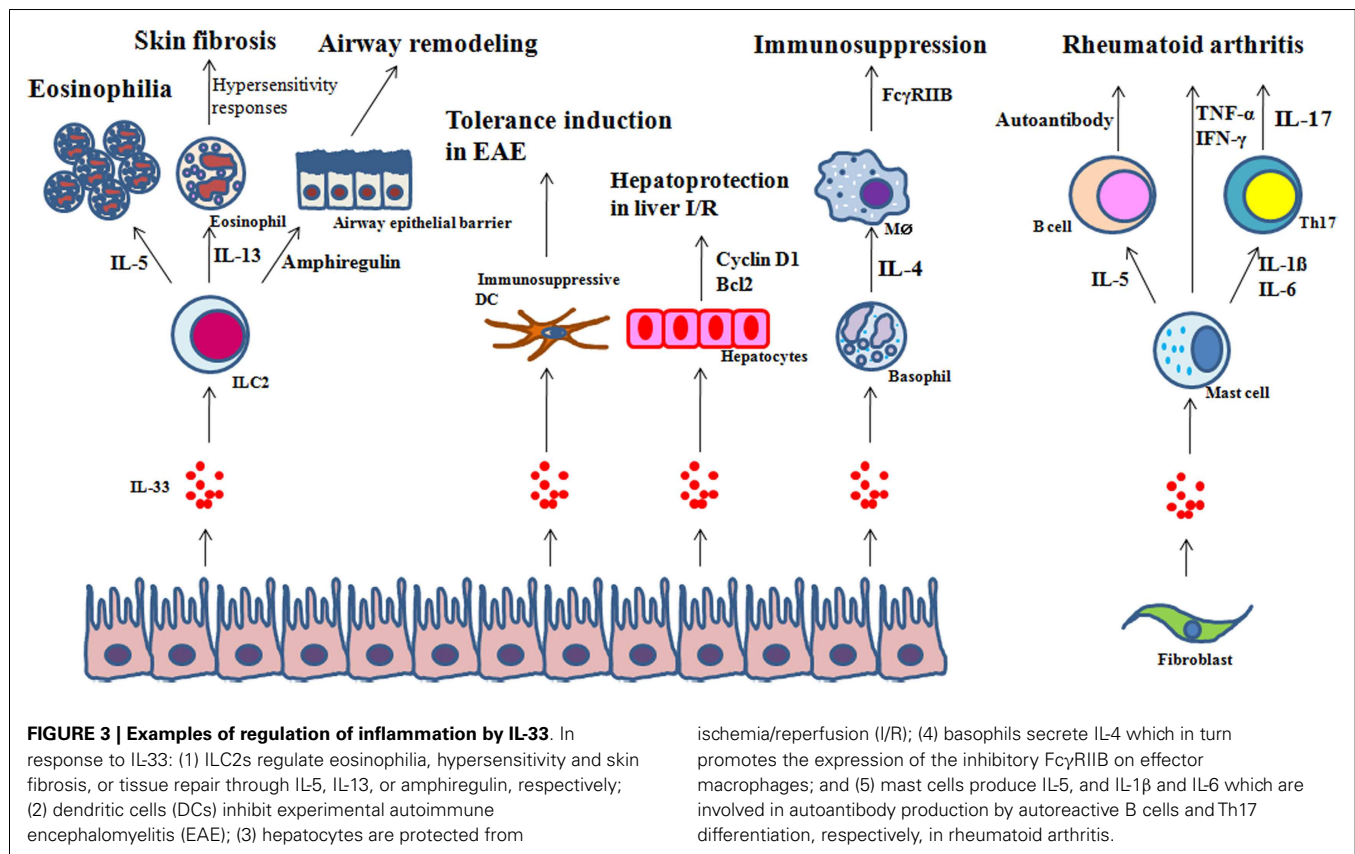 Skin fibrosis
Airway remodeling
Immunosuppression
Rheumatoid arthritis
Hypersensitivity
responses
Eosinophilia
FcγRIIB
Tolerance induction
in EAE
Autoantibody
TNF-α
IFN-γ
IL-17
Hepatoprotection
in liver I/R
Eosinophil
Airway epithelial barrier
MØ
B cell
Th17
IL-5
IL-13
Amphiregulin
Immunosuppressive
DC
Cyclin D1
Bcl2
IL-4
IL-5
IL-1ß
IL-6
ILC2
Hepatocytes
Basophil
Mast cell
IL-33
Fibroblast
FIGURE 3 | Examples of regulation of inflammation by IL-33. In
response to IL-33: (1) ILC2s regulate eosinophilia, hypersensitivity and skin
fibrosis, or tissue repair through IL-5, IL-13, or amphiregulin, respectively;
(2) dendritic cells (DCs) inhibit experimental autoimmune
encephalomyelitis (EAE); (3) hepatocytes are protected from
ischemia/reperfusion (I/R); (4) basophils secrete IL-4 which in turn
promotes the expression of the inhibitory FcγRIIB on effector
macrophages; and (5) mast cells produce IL-5, and IL-1β and IL-6 which are
involved in autoantibody production by autoreactive B cells and Th17
differentiation, respectively, in rheumatoid arthritis.